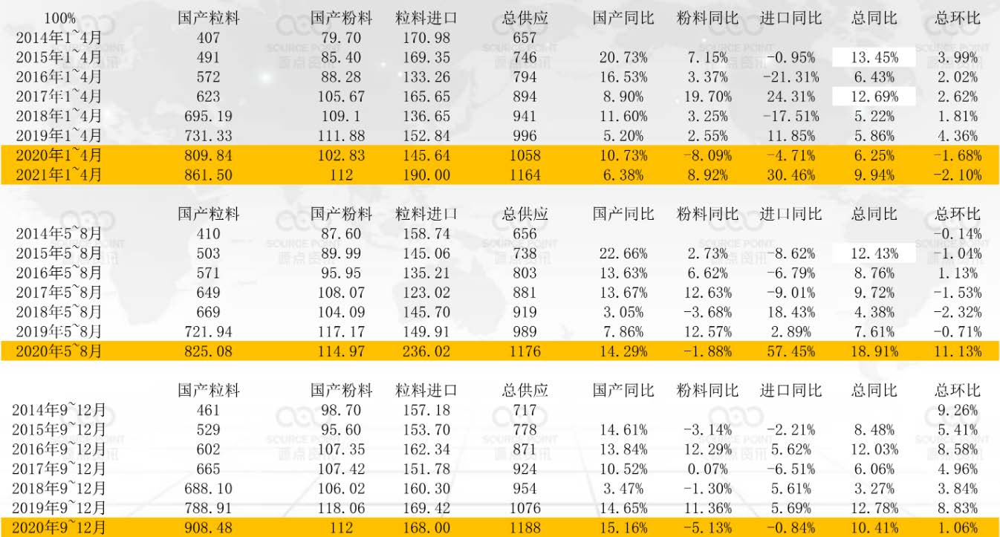 100% 国产粒料 国产粉料 粒料进口 总供应 国产同比 粉料同比 进口同比 总同比 总环比
2014年1~4月 407 79.70 170.98 657
2015年1~4月 491 85.40 169.35 746 20.73% 7.15% -0.95% 13.45% 3.99%
2016年1~4月 572 88.28 133.26 794 16.53% 3.37% -21.31% 6.43% 2.02%
2017年1~4月 623 105.67 165.65 894 8.90% 19.70% 24.31% 12.69% 2.62%
2018年1~4月 695.19 109.1 136.65 941 11.60% 3.25% -17.51% 5.22% 1.81%
2019年1~4月 731.33 111.88 152.84 996 5.20% 2.55% 11.85% 5.86% 4.36%
2020年1~4月 809.84 102.83 145.64 1058 10.73% -8.09% -4.71% 6.25% -1.68%
2021年1~4月 861.50 112 190.00 1164 6.38% 8.92% 30.46% 9.94% -2.10%
国产粒料 国产粉料 粒料进口 总供应 国产同比 粉料同比 进口同比 总同比 总环比
2014年5~8月 410 87.60 158.74 656 -0.14%
2015年5~8月 503 89.99 145.06 738 22.66% 2.73% -8.62% 12.43% -1.04%
2016年5~8月 571 95.95 135.21 803 13.63% 6.62% -6.79% 8.76% 1.13%
2017年5~8月 649 108.07 123.02 881 13.67% 12.63% -9.01% 9.72% -1.53%
2018年5~8月 669 104.09 145.70 919 3.05% -3.68% 18.43% 4.38% -2.32%
2019年5~8月 721.94 117.17 149.91 989 7.86% 12.57% 2.89% 7.61% -0.71%
2020年5~8月 825.08 114.97 236.02 1176 14.29% -1.88% 57.45% 18.91% 11.13%
国产粒料 国产粉料 粒料进口 总供应 国产同比 粉料同比 进口同比 总同比 总环比
2014年9~12月 461 98.70 157.18 717 9.26%
2015年9~12月 529 95.60 153.70 778 14.61% -3.14% -2.21% 8.48% 5.41%
2016年9~12月 602 107.35 162.34 871 13.84% 12.29% 5.62% 12.03% 8.58%
2017年9~12月 665 107.42 151.78 924 10.52% 0.07% -6.51% 6.06% 4.96%
2018年9~12月 688.10 106.02 160.30 954 3.47% -1.30% 5.61% 3.27% 3.84%
2019年9~12月 788.91 118.06 169.42 1076 14.65% 11.36% 5.69% 12.78% 8.83%
2020年9~12月 908.48 112 168.00 1188 15.16% -5.13% -0.84% 10.41% 1.06%
SOURCE POINT
源点资讯